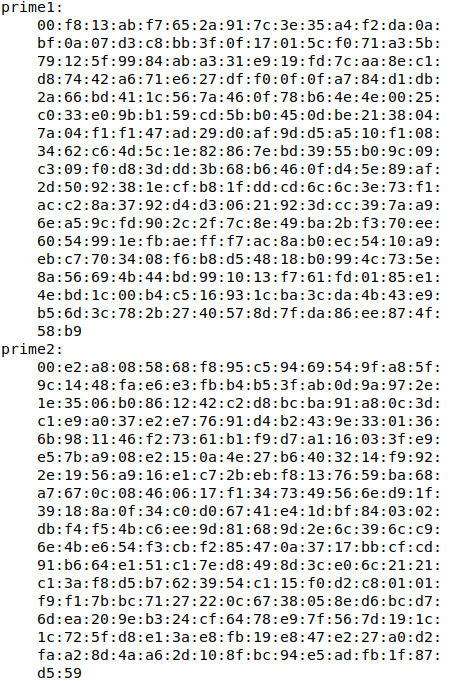 prime1:
00:f8:13:ab:f7:65:2a:91:7c:3e:35:a4:f2:da:0a:
bf:0a:07:d3:c8:bb:3f:0f:17:01:5c:f0:71:a3:5b:
79:12:5f:99:84:ab:a3:31:e9:19:fd:7c:aa:8e:c1:
d8:74:42:a6:71:e6:27:df:f0:0f:0f:a7:84:d1:db:
2a:66:bd:41:1c:56:7a:46:0f:78:b6:4e:4e:00:25:
c0:33:e0:9b:b1:59:cd:5b:b0:45:0d:be:21:38:04:
7a:04:f1:f1:47:ad:29:d0:af:9d:d5:a5:10:f1:08:
34:62:c6:4d:5c:1e:82:86:7e:bd:39:55:b0:9c:09:
c3:09:f0:d8:3d:dd:3b:68:b6:46:0f:d4:5e:89:af:
2d:50:92:38:1e:cf:b8:1f:dd:cd:6c:6c:3e:73:f1:
ac:c2:8a:37:92:d4:d3:06:21:92:3d:cc:39:7a:a9:
6e:a5:9c:fd:90:2c:2f:7c:8e:49:ba:2b:f3:70:ee:
60:54:99:1e:fb:ae:ff:f7:ac:8a:b0:ec:54:10:a9:
eb:c7:70:34:08:f6:b8:d5:48:18:b0:99:4c:73:5e:
8a:56:69:4b:44:bd:99:10:13:f7:61:fd:01:85:e1:
4e:bd:1c:00:b4:c5:16:93:1c:ba:3c:da:4b:43:e9:
b5:6d:3c:78:2b:27:40:57:8d:7f:da:86:ee:87:4f:
58:b9
prime2:
00:e2:a8:08:58:68:f8:95:c5:94:69:54:9f:a8:5f:
9c:14:48:fa:e6:e3:fb:b4:b5:3f:ab:0d:9a:97:2e:
1e:35:06:b0:86:12:42:c2:d8:bc:ba:91:a8:0c:3d:
c1:e9:a0:37:e2:e7:76:91:d4:b2:43:9e:33:01:36:
6b:98:11:46:f2:73:61:b1:f9:d7:a1:16:03:3f:e9:
e5:7b:a9:08:e2:15:0a:4e:27:b6:40:32:14:f9:92:
2e:19:56:a9:16:e1:c7:2b:eb:f8:13:76:59:ba:68:
a7:67:0c:08:46:06:17:f1:34:73:49:56:6e:d9:1f:
39:18:8a:0f:34:c0:d0:67:41:e4:1d:bf:84:03:02:
db:f4:f5:4b:c6:ee:9d:81:68:9d:2e:6c:39:6c:c9:
6e:4b:e6:54:f3:cb:f2:85:47:0a:37:17:bb:cf:cd:
91:b6:64:e1:51:c1:7e:d8:49:8d:3c:e0:6c:21:21:
c1:3a:f8:d5:b7:62:39:54:c1:15:f0:d2:c8:01:01:
f9:f1:7b:bc:71:27:22:0c:67:38:05:8e:d6:bc:d7:
6d:ea:20:9e:b3:24:cf:64:78:e9:7f:56:7d:19:1c:
1c:72:5f:d8:e1:3a:e8:fb:19:e8:47:e2:27:a0:d2:
fa:a2:8d:4a:a6:2d:10:8f:bc:94:e5:ad:fb:1f:87:
d5:59